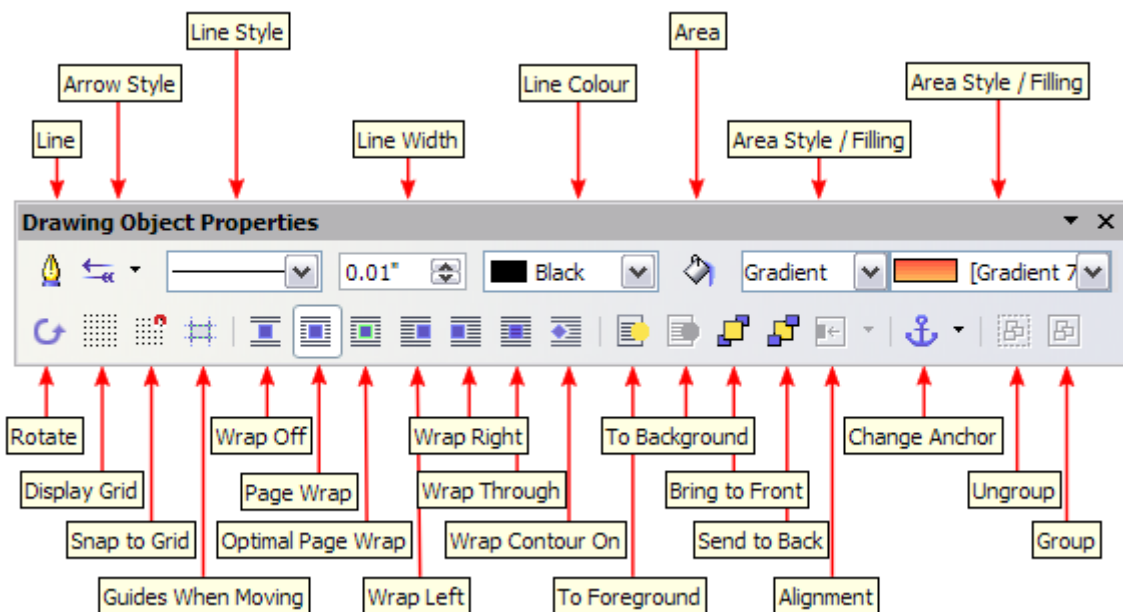 Line Style
Area
Arrow Style
Line Colour
Area Style / Filling
Line
Line Width
Area Style / Filling
Drawing Object Properties
0.01"
Black
Gradient
[Gradient 7
Rotate
Wrap Off
Wrap Right
To Background
Change Anchor
Display Grid
Page Wrap
Wrap Through
Bring to Front
Ungroup
Snap to Grid
Optimal Page Wrap
Wrap Contour On
Send to Back
Group
Guides When Moving
Wrap Left
To Foreground
Alignment